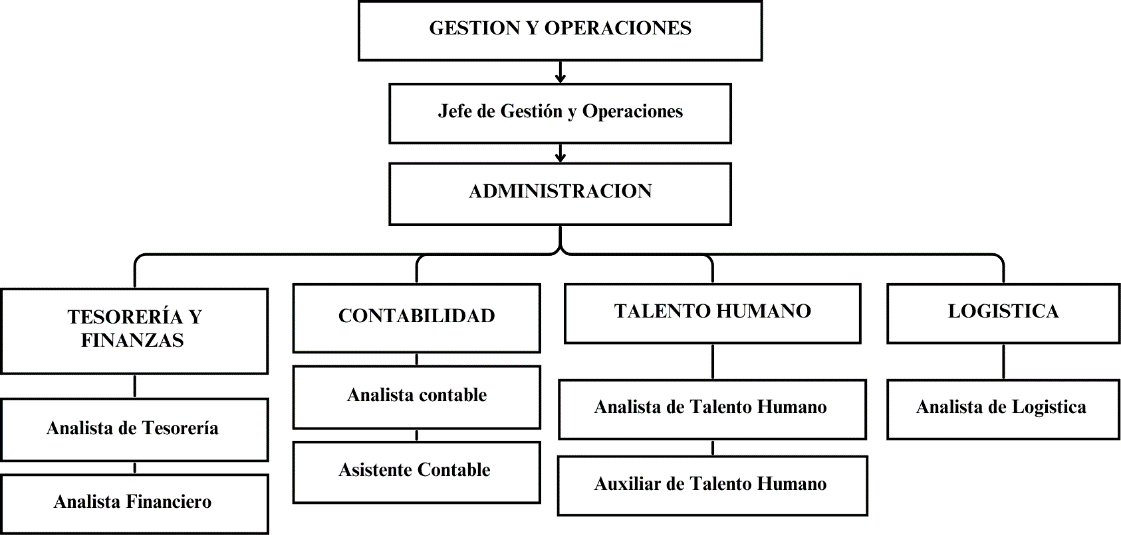 GESTION Y OPERACIONES
Jefe de Gestión y Operaciones
ADMINISTRACION
TESORERÍA Y
FINANZAS
Analista de Tesorería
Analista Financiero
CONTABILIDAD
Analista contable
Asistente Contable
TALENTO HUMANO
Analista de Talento Humano
Auxiliar de Talento Humano
LOGISTICA
Analista de Logistica